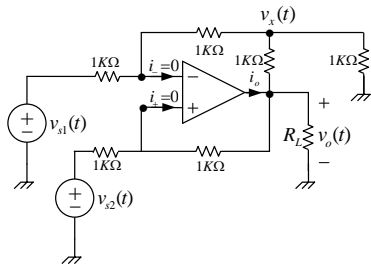 v_x(t)
1KΩ
1KΩ
1KΩ
1KΩ
i_-=0
i_o
−
+
i_+=0
+
−
v_s1(t)
+
R_L
v_o(t)
−
1KΩ
1KΩ
+
−
v_s2(t)